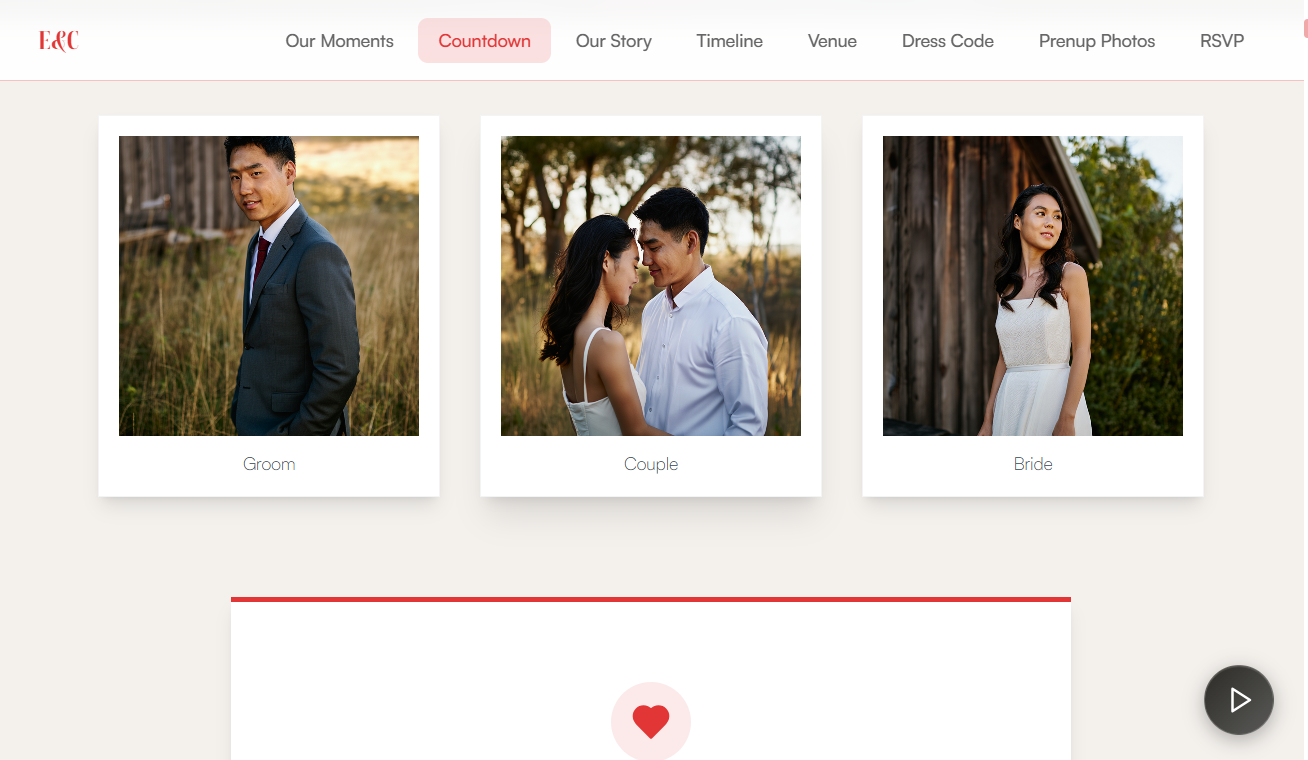 E&C
Our Moments
Countdown
Our Story
Timeline
Venue
Dress Code
Prenup Photos
RSVP
Groom
Couple
Bride